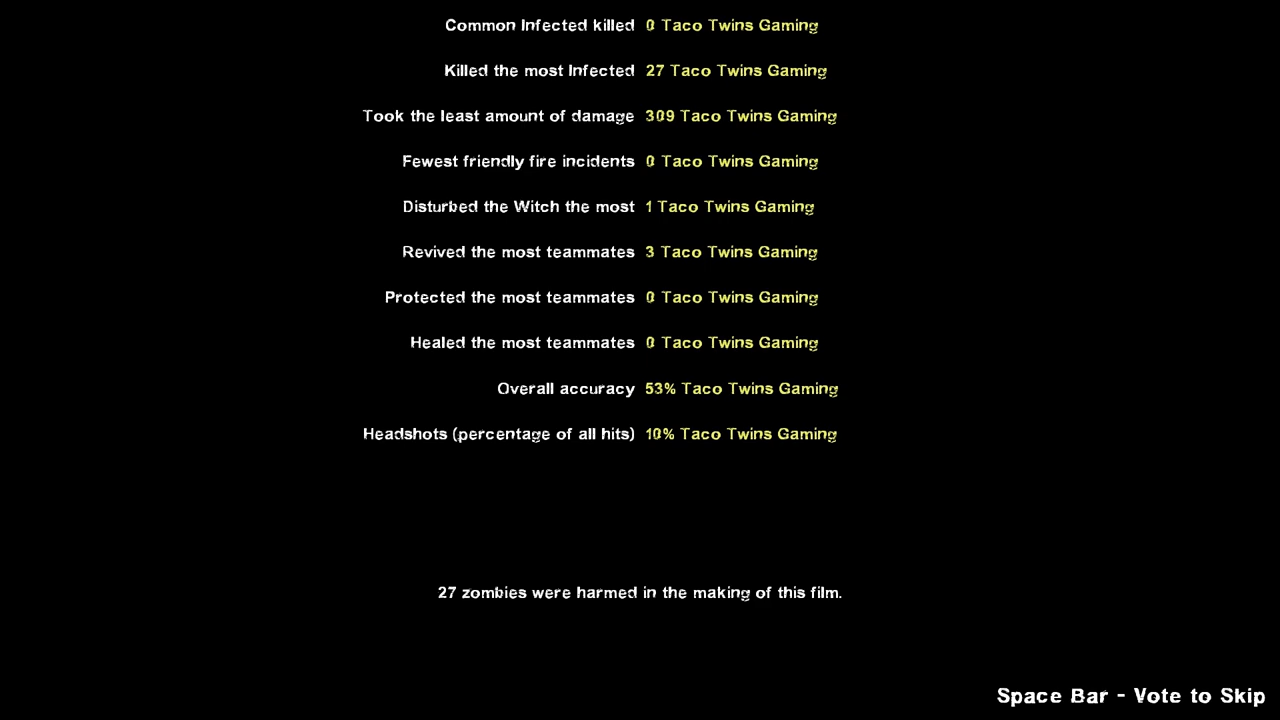 Common Infected killed 0 Taco Twins Gaming
Killed the most Infected 27 Taco Twins Gaming
Took the least amount of damage 309 Taco Twins Gaming
Fewest friendly fire incidents 0 Taco Twins Gaming
Disturbed the Witch the most 1 Taco Twins Gaming
Revived the most teammates 3 Taco Twins Gaming
Protected the most teammates 0 Taco Twins Gaming
Healed the most teammates 0 Taco Twins Gaming
Overall accuracy 53% Taco Twins Gaming
Headshots (percentage of all hits) 10% Taco Twins Gaming
27 zombies were harmed in the making of this film.
Space Bar - Vote to Skip